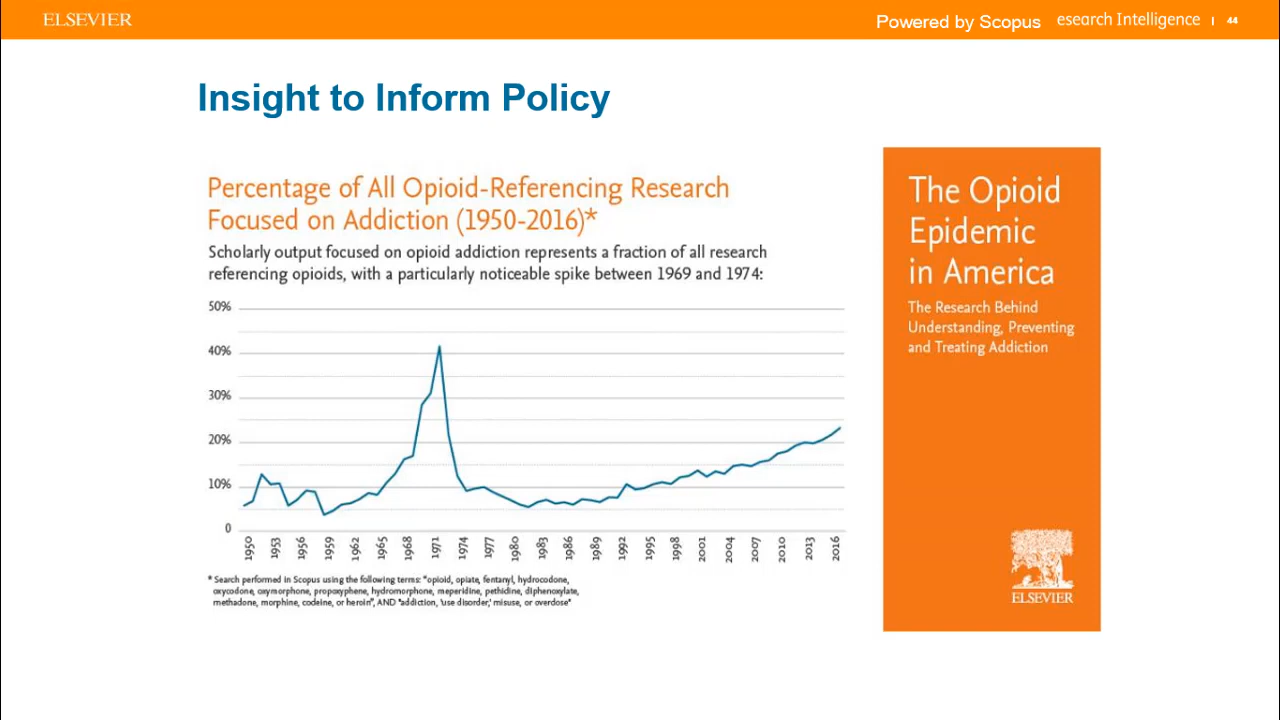 ELSEVIER
Powered by Scopus esearch Intelligence | 44
Insight to Inform Policy
Percentage of All Opioid-Referencing Research
Focused on Addiction (1950-2016)*
Scholarly output focused on opioid addiction represents a fraction of all research
referencing opioids, with a particularly noticeable spike between 1969 and 1974:
50%
40%
30%
20%
10%
0
1950 1953 1956 1959 1962 1965 1968 1971 1974 1977 1980 1983 1986 1989 1992 1995 1998 2001 2004 2007 2010 2013 2016
* Search performed in Scopus using the following terms: "opioid, opiate, fentanyl, hydrocodone,
oxycodone, oxymorphone, propoxyphene, hydromorphone, meperidine, pethidine, diphenoxylate,
methadone, morphine, codeine, or heroin", AND "addiction, 'use disorder,' misuse, or overdose"
The Opioid
Epidemic
in America
The Research Behind
Understanding, Preventing
and Treating Addiction
ELSEVIER